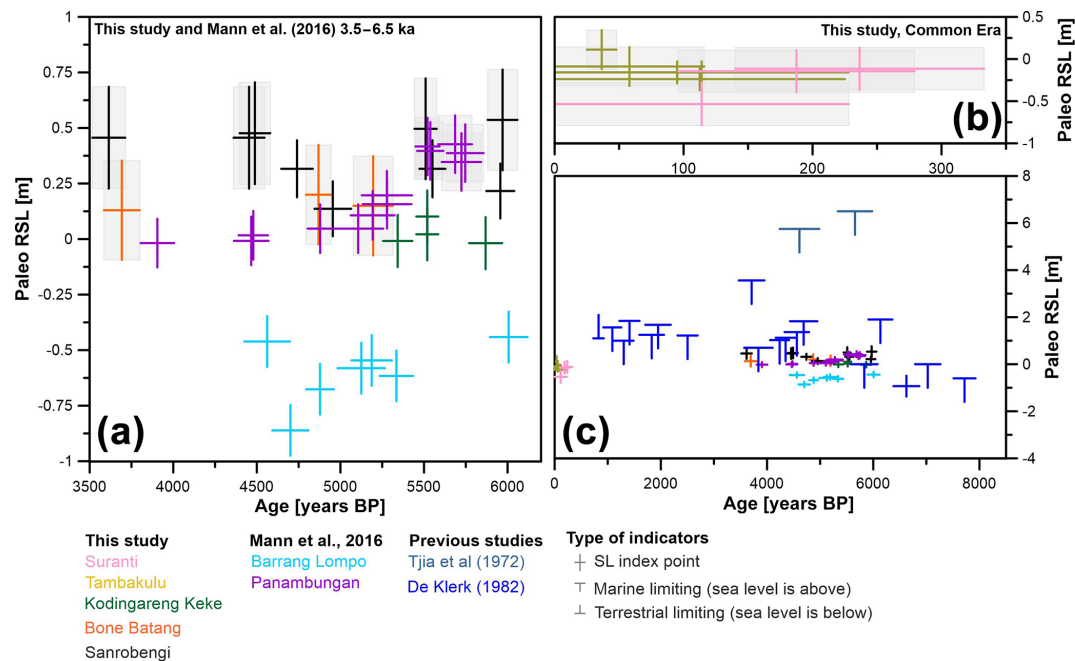 This study and Mann et al. (2016) 3.5–6.5 ka
Paleo RSL [m]
1
0.75
0.5
0.25
0
-0.25
-0.5
-0.75
-1
(a)
3500 4000 4500 5000 5500 6000
Age [years BP]
This study, Common Era
0.5
0
-0.5
-1
Paleo RSL [m]
(b)
0 100 200 300
8
6
4
2
0
-2
-4
Paleo RSL [m]
(c)
0 2000 4000 6000 8000
Age [years BP]
This study
Suranti
Tambakulu
Kodingareng Keke
Bone Batang
Sanrobengi
Mann et al., 2016
Barrang Lompo
Panambungan
Previous studies
Tjia et al (1972)
De Klerk (1982)
Type of indicators
SL index point
Marine limiting (sea level is above)
Terrestrial limiting (sea level is below)